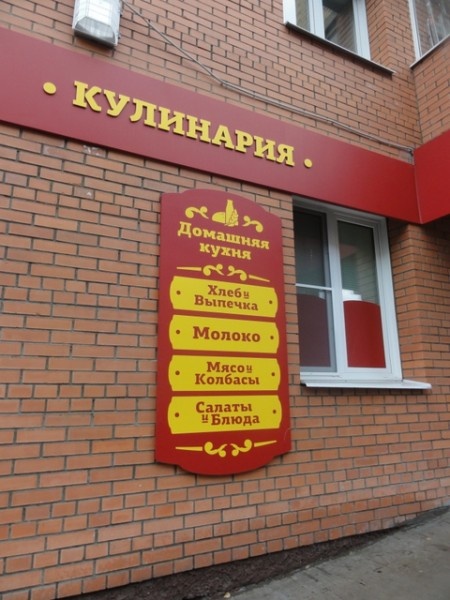 • КУЛИНАРИЯ •
Домашняя
кухня
Хлеб и
Выпечка
Молоко
Мясо и
Колбасы
Салаты
и Блюда